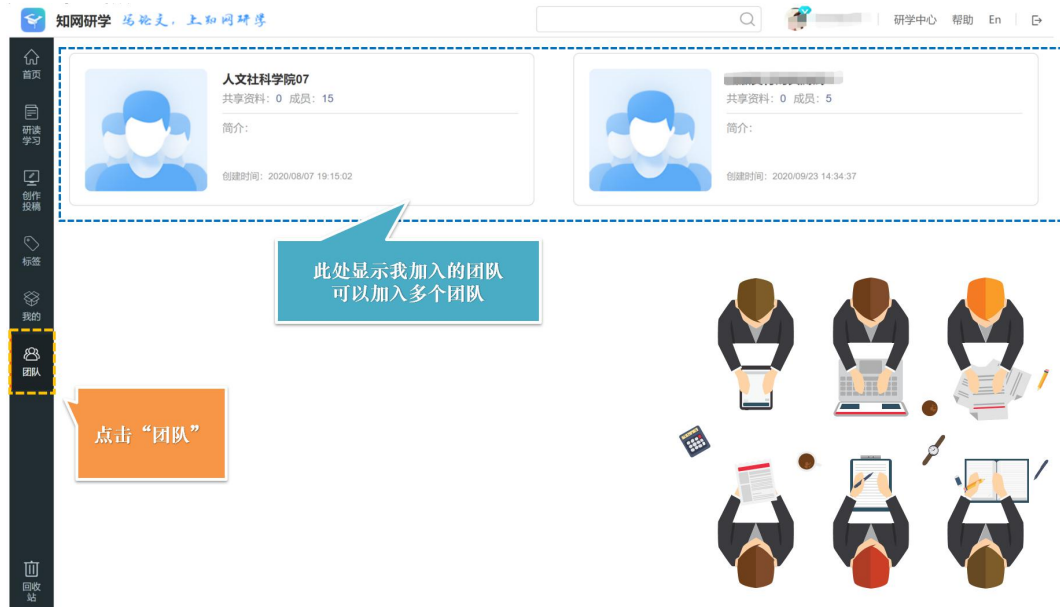 知网研学 写论文，上知网研学
研学中心 帮助 En
首页
研读
学习
创作
投稿
标签
我的
团队
回收
站
人文社科学院07
共享资料：0 成员：15
简介：
创建时间：2020/08/07 19:15:02
共享资料：0 成员：5
简介：
创建时间：2020/09/23 14:34:37
此处显示我加入的团队
可以加入多个团队
点击“团队”